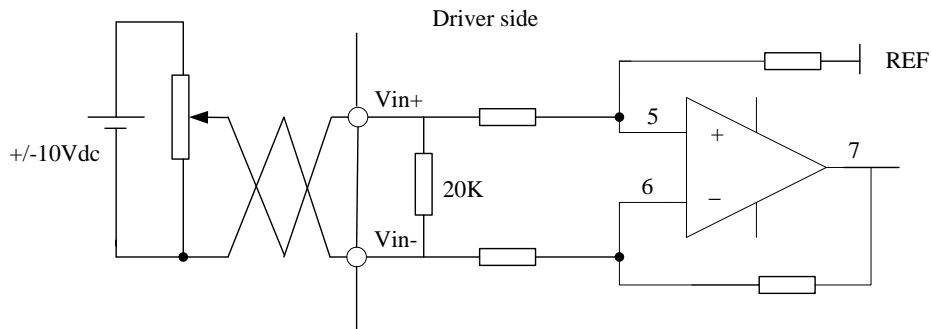 Driver side
REF
Vin+
5
+
+/-10Vdc
7
20K
6
−
Vin-